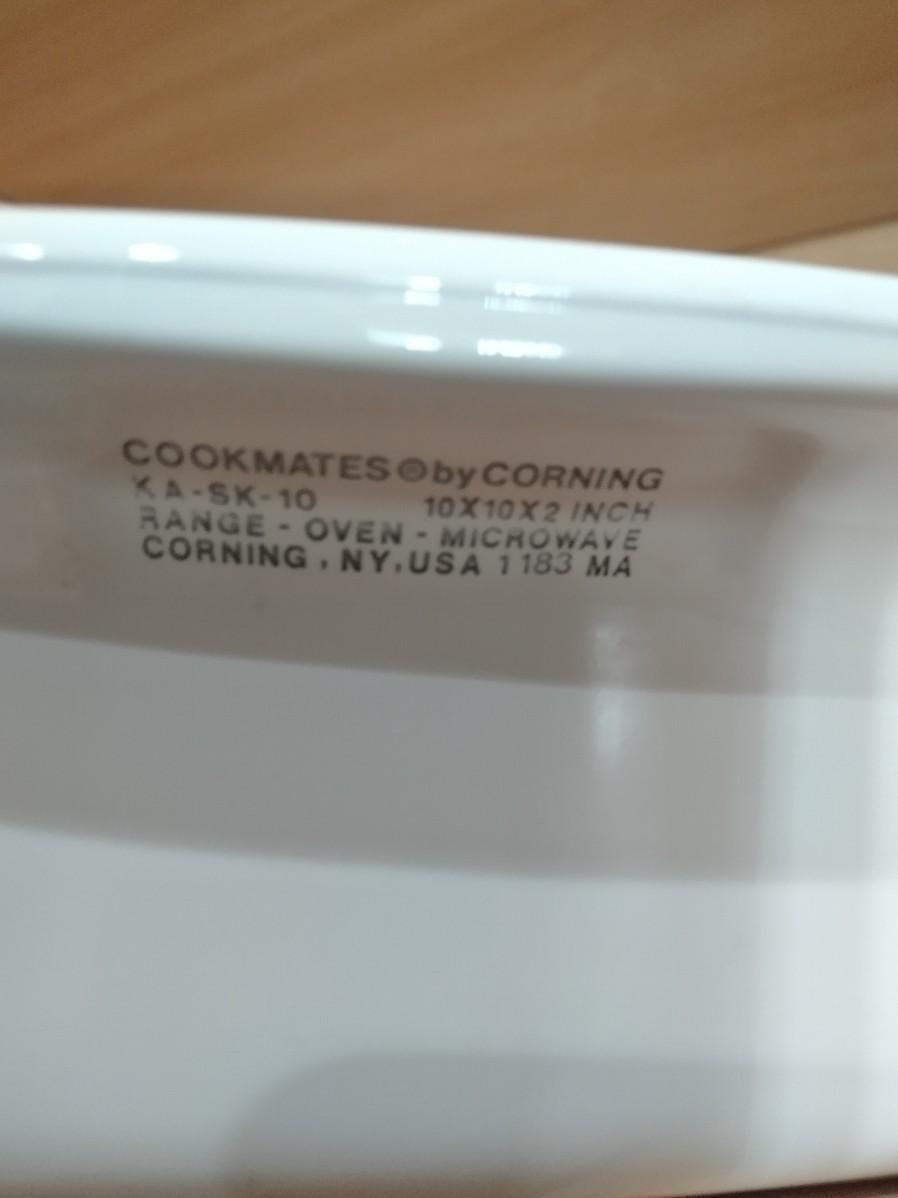 COOKMATES®by CORNING
KA-SK-10 10X10X2 INCH
RANGE - OVEN - MICROWAVE
CORNING, NY, USA 1183 MA